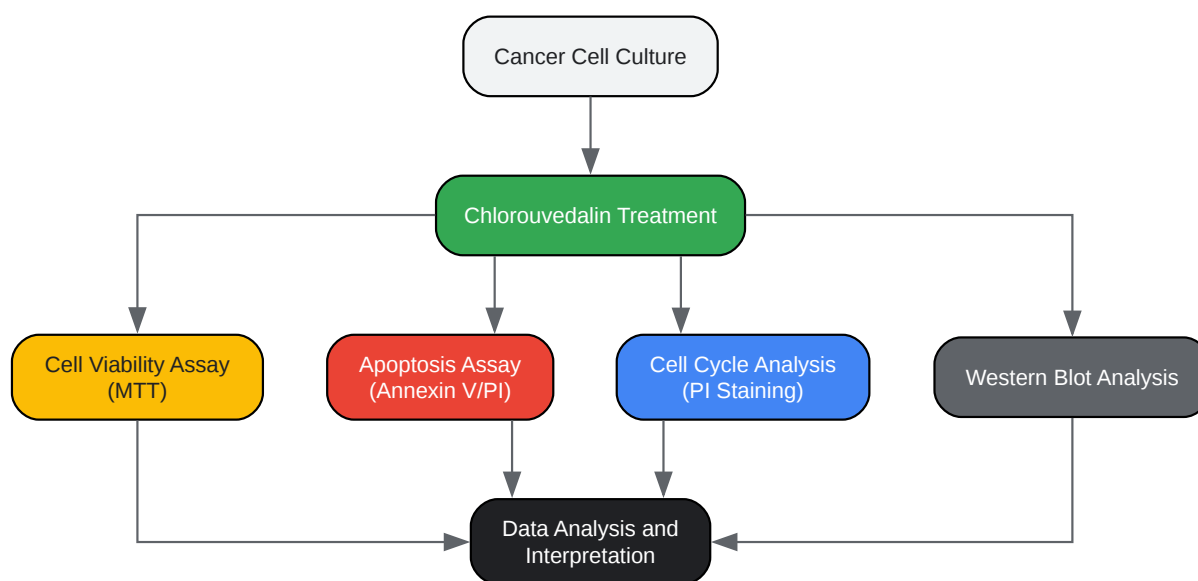 Cancer Cell Culture
Chlorouvedalin Treatment
Cell Viability Assay
(MTT)
Apoptosis Assay
(Annexin V/PI)
Cell Cycle Analysis
(PI Staining)
Western Blot Analysis
Data Analysis and
Interpretation